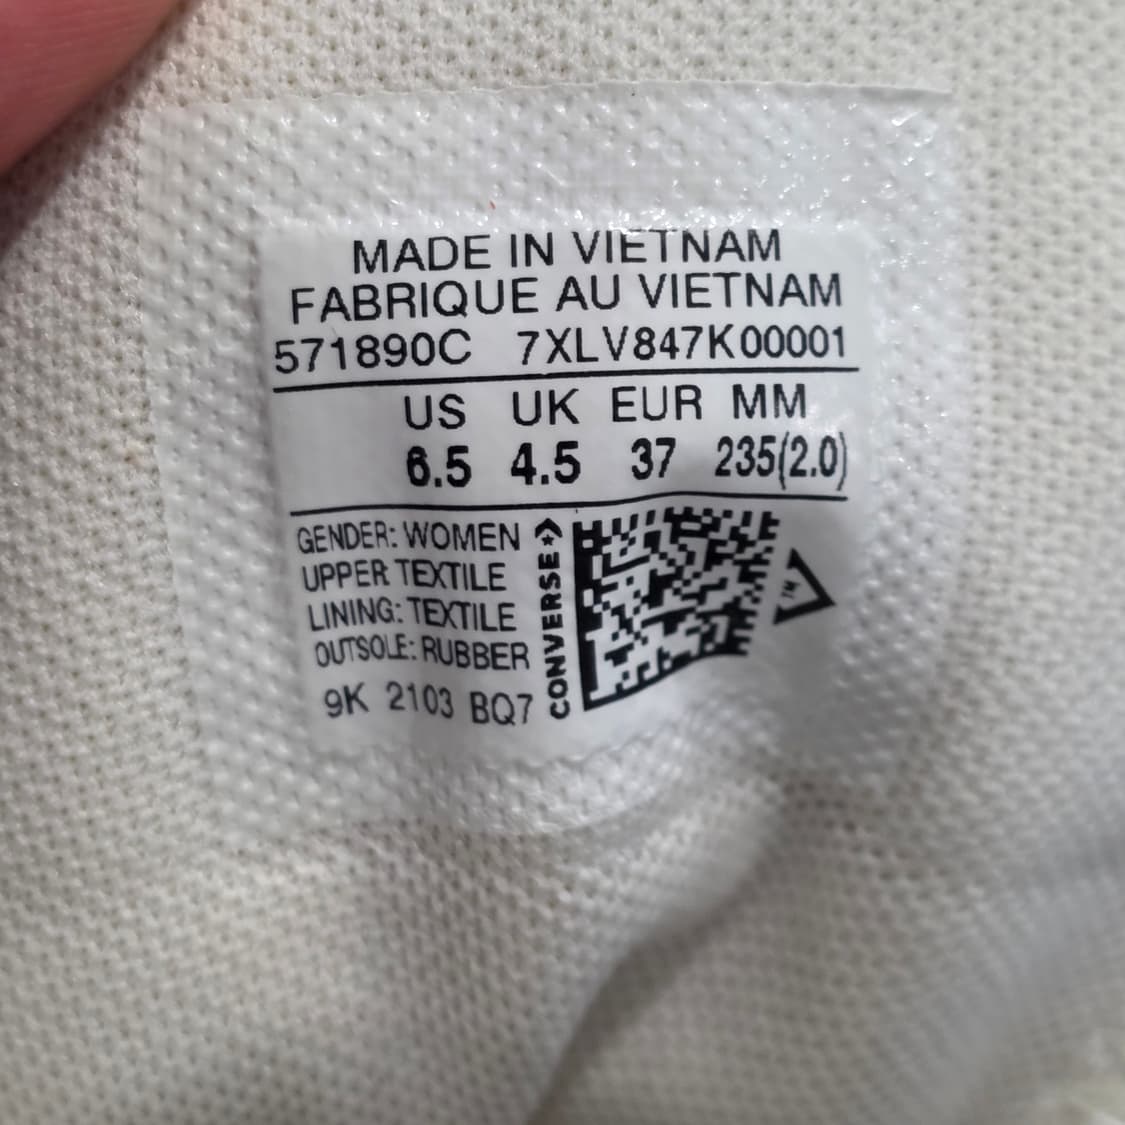 MADE IN VIETNAM
FABRIQUE AU VIETNAM
571890C 7XLV847K00001
US UK EUR MM
6.5 4.5 37 235(2.0)
GENDER: WOMEN
UPPER TEXTILE
LINING: TEXTILE
OUTSOLE: RUBBER
9K 2103 BQ7
CONVERSE
TM